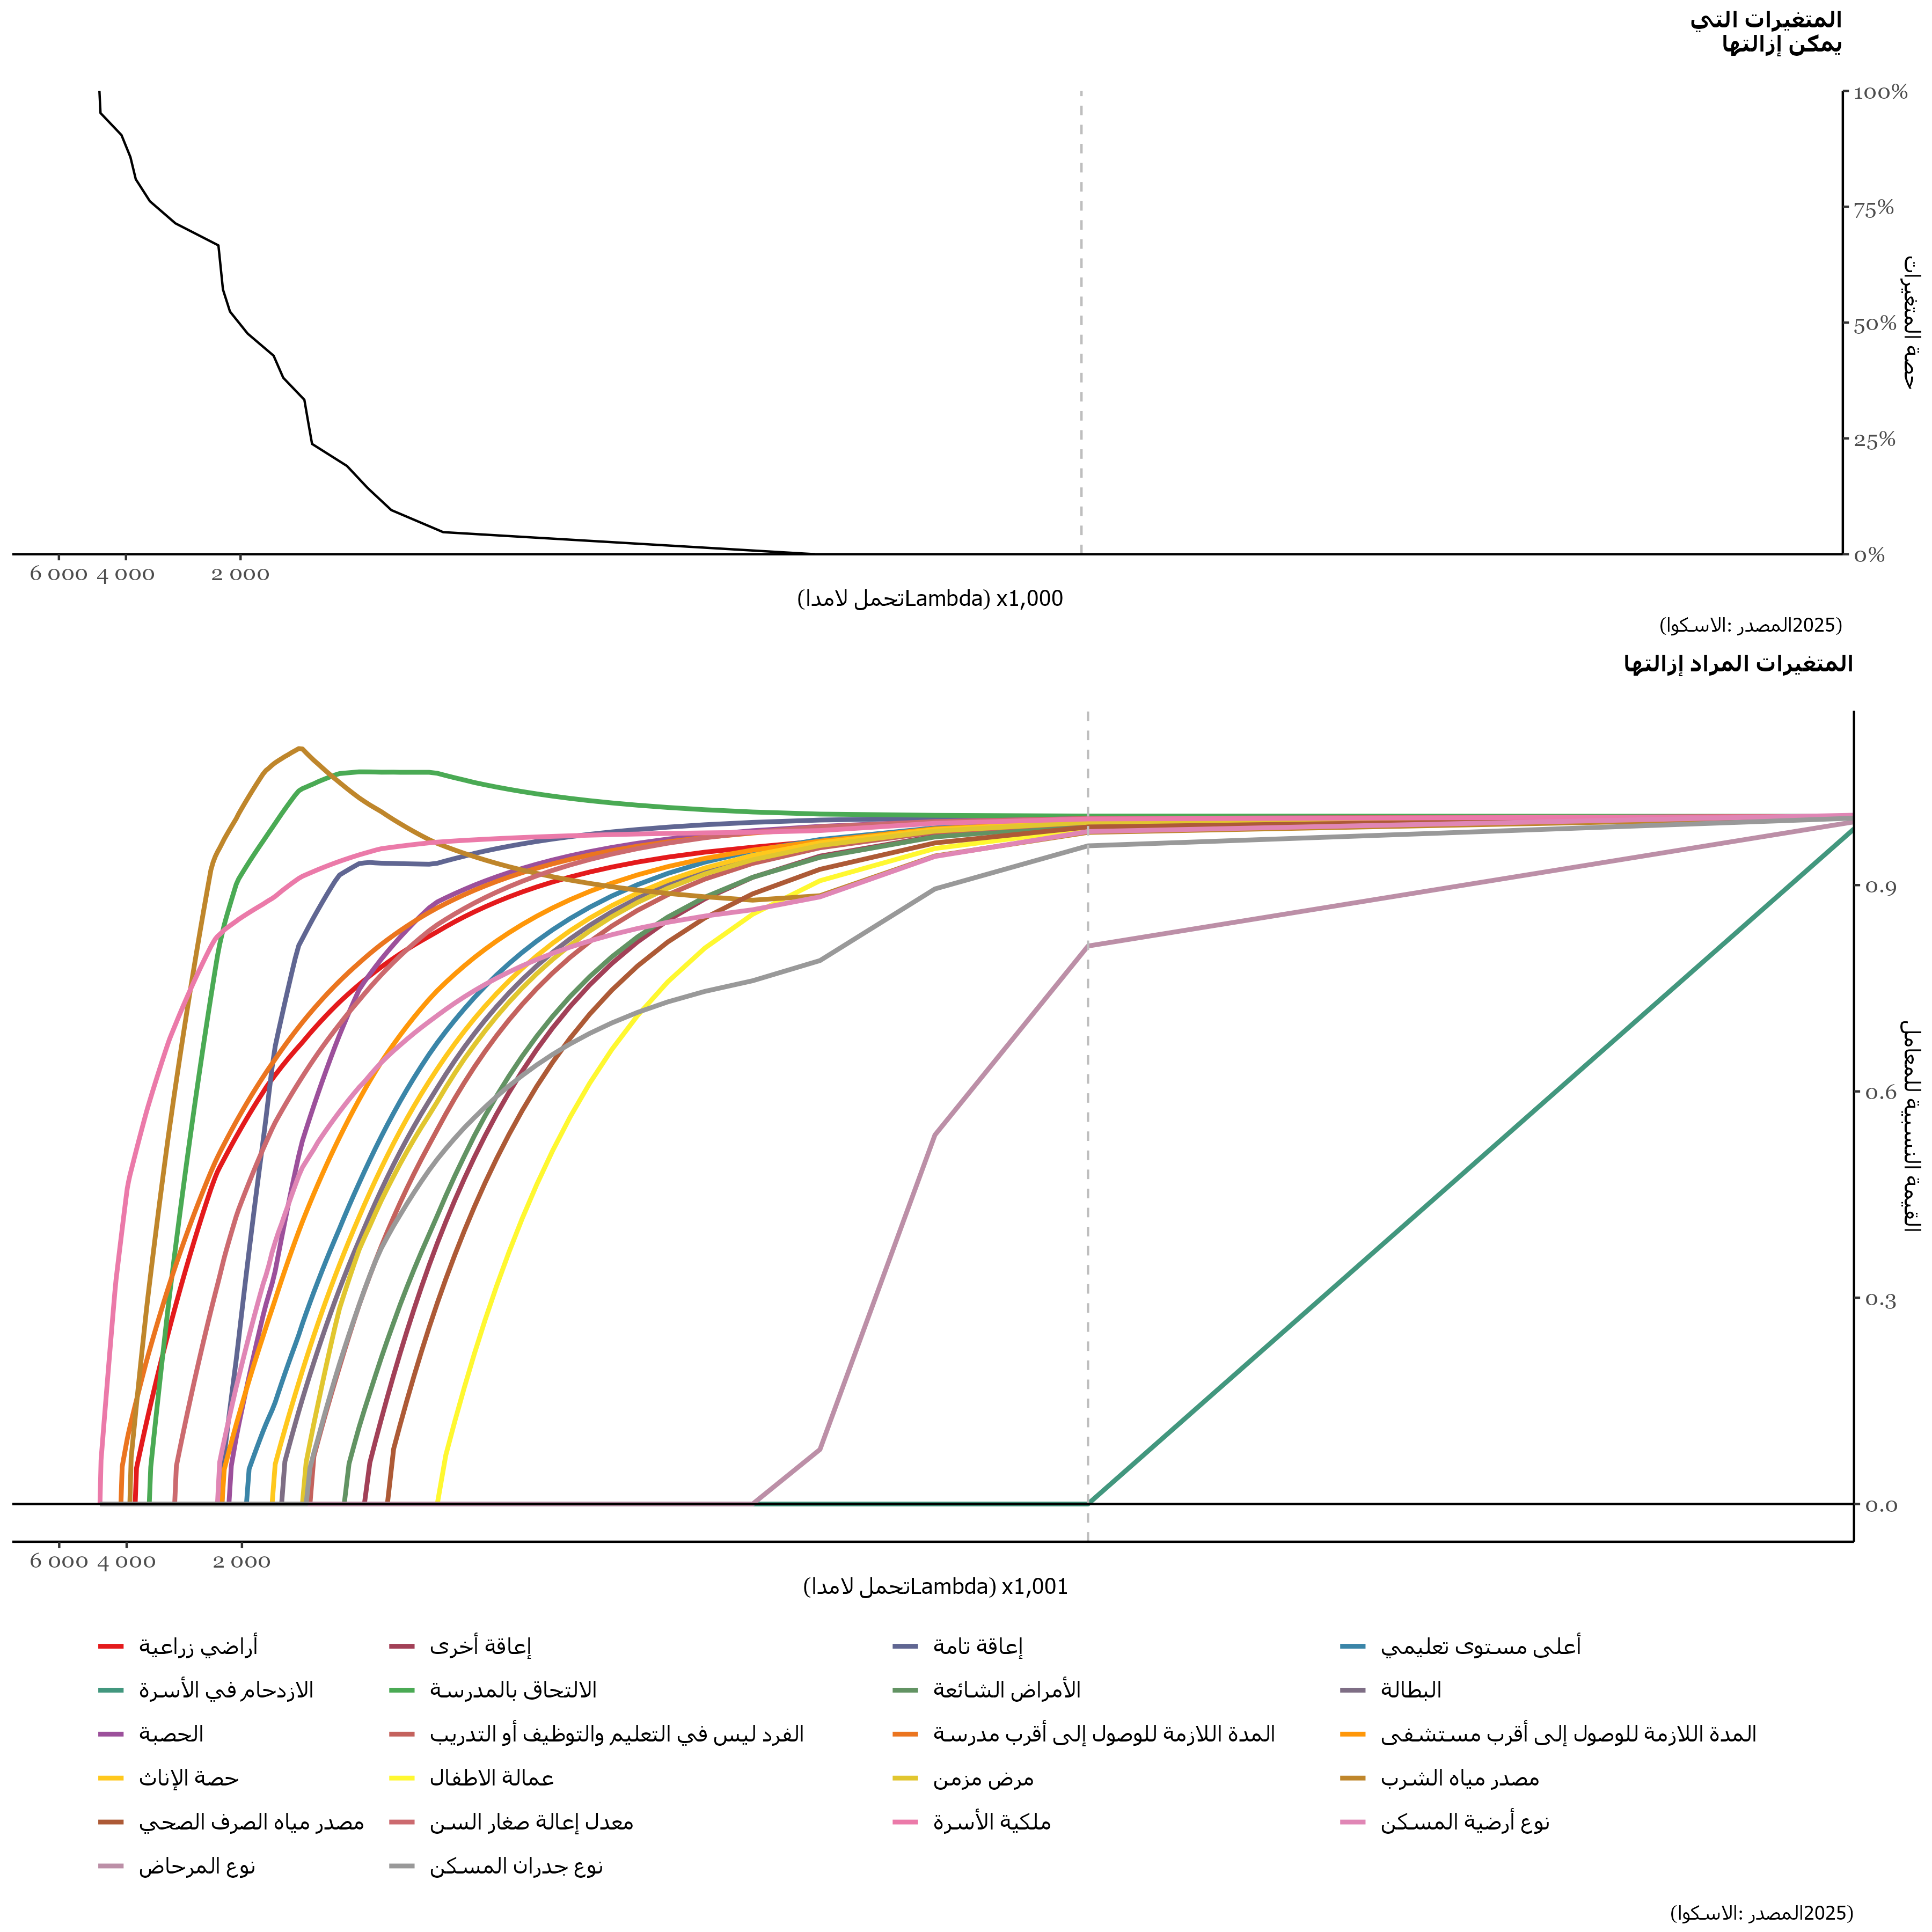 المتغيرات التي
يمكن إزالتها
100%
75%
50%
25%
0%
حصة المتغيرات
6 000 4 000 2 000
(تحمل لامداLambda) x1,000
(المصدر :الاسكوا2025)
المتغيرات المراد إزالتها
0.9
0.6
0.3
0.0
القيمة النسبية للمعامل
6 000 4 000 2 000
(تحمل لامداLambda) x1,001
أراضي زراعية إعاقة أخرى إعاقة تامة أعلى مستوى تعليمي
الازدحام في الأسرة الالتحاق بالمدرسة الأمراض الشائعة البطالة
الحصبة الفرد ليس في التعليم والتوظيف أو التدريب المدة اللازمة للوصول إلى أقرب مدرسة المدة اللازمة للوصول إلى أقرب مستشفى
حصة الإناث عمالة الاطفال مرض مزمن مصدر مياه الشرب
مصدر مياه الصرف الصحي معدل إعالة صغار السن ملكية الأسرة نوع أرضية المسكن
نوع المرحاض نوع جدران المسكن
(المصدر :الاسكوا2025)